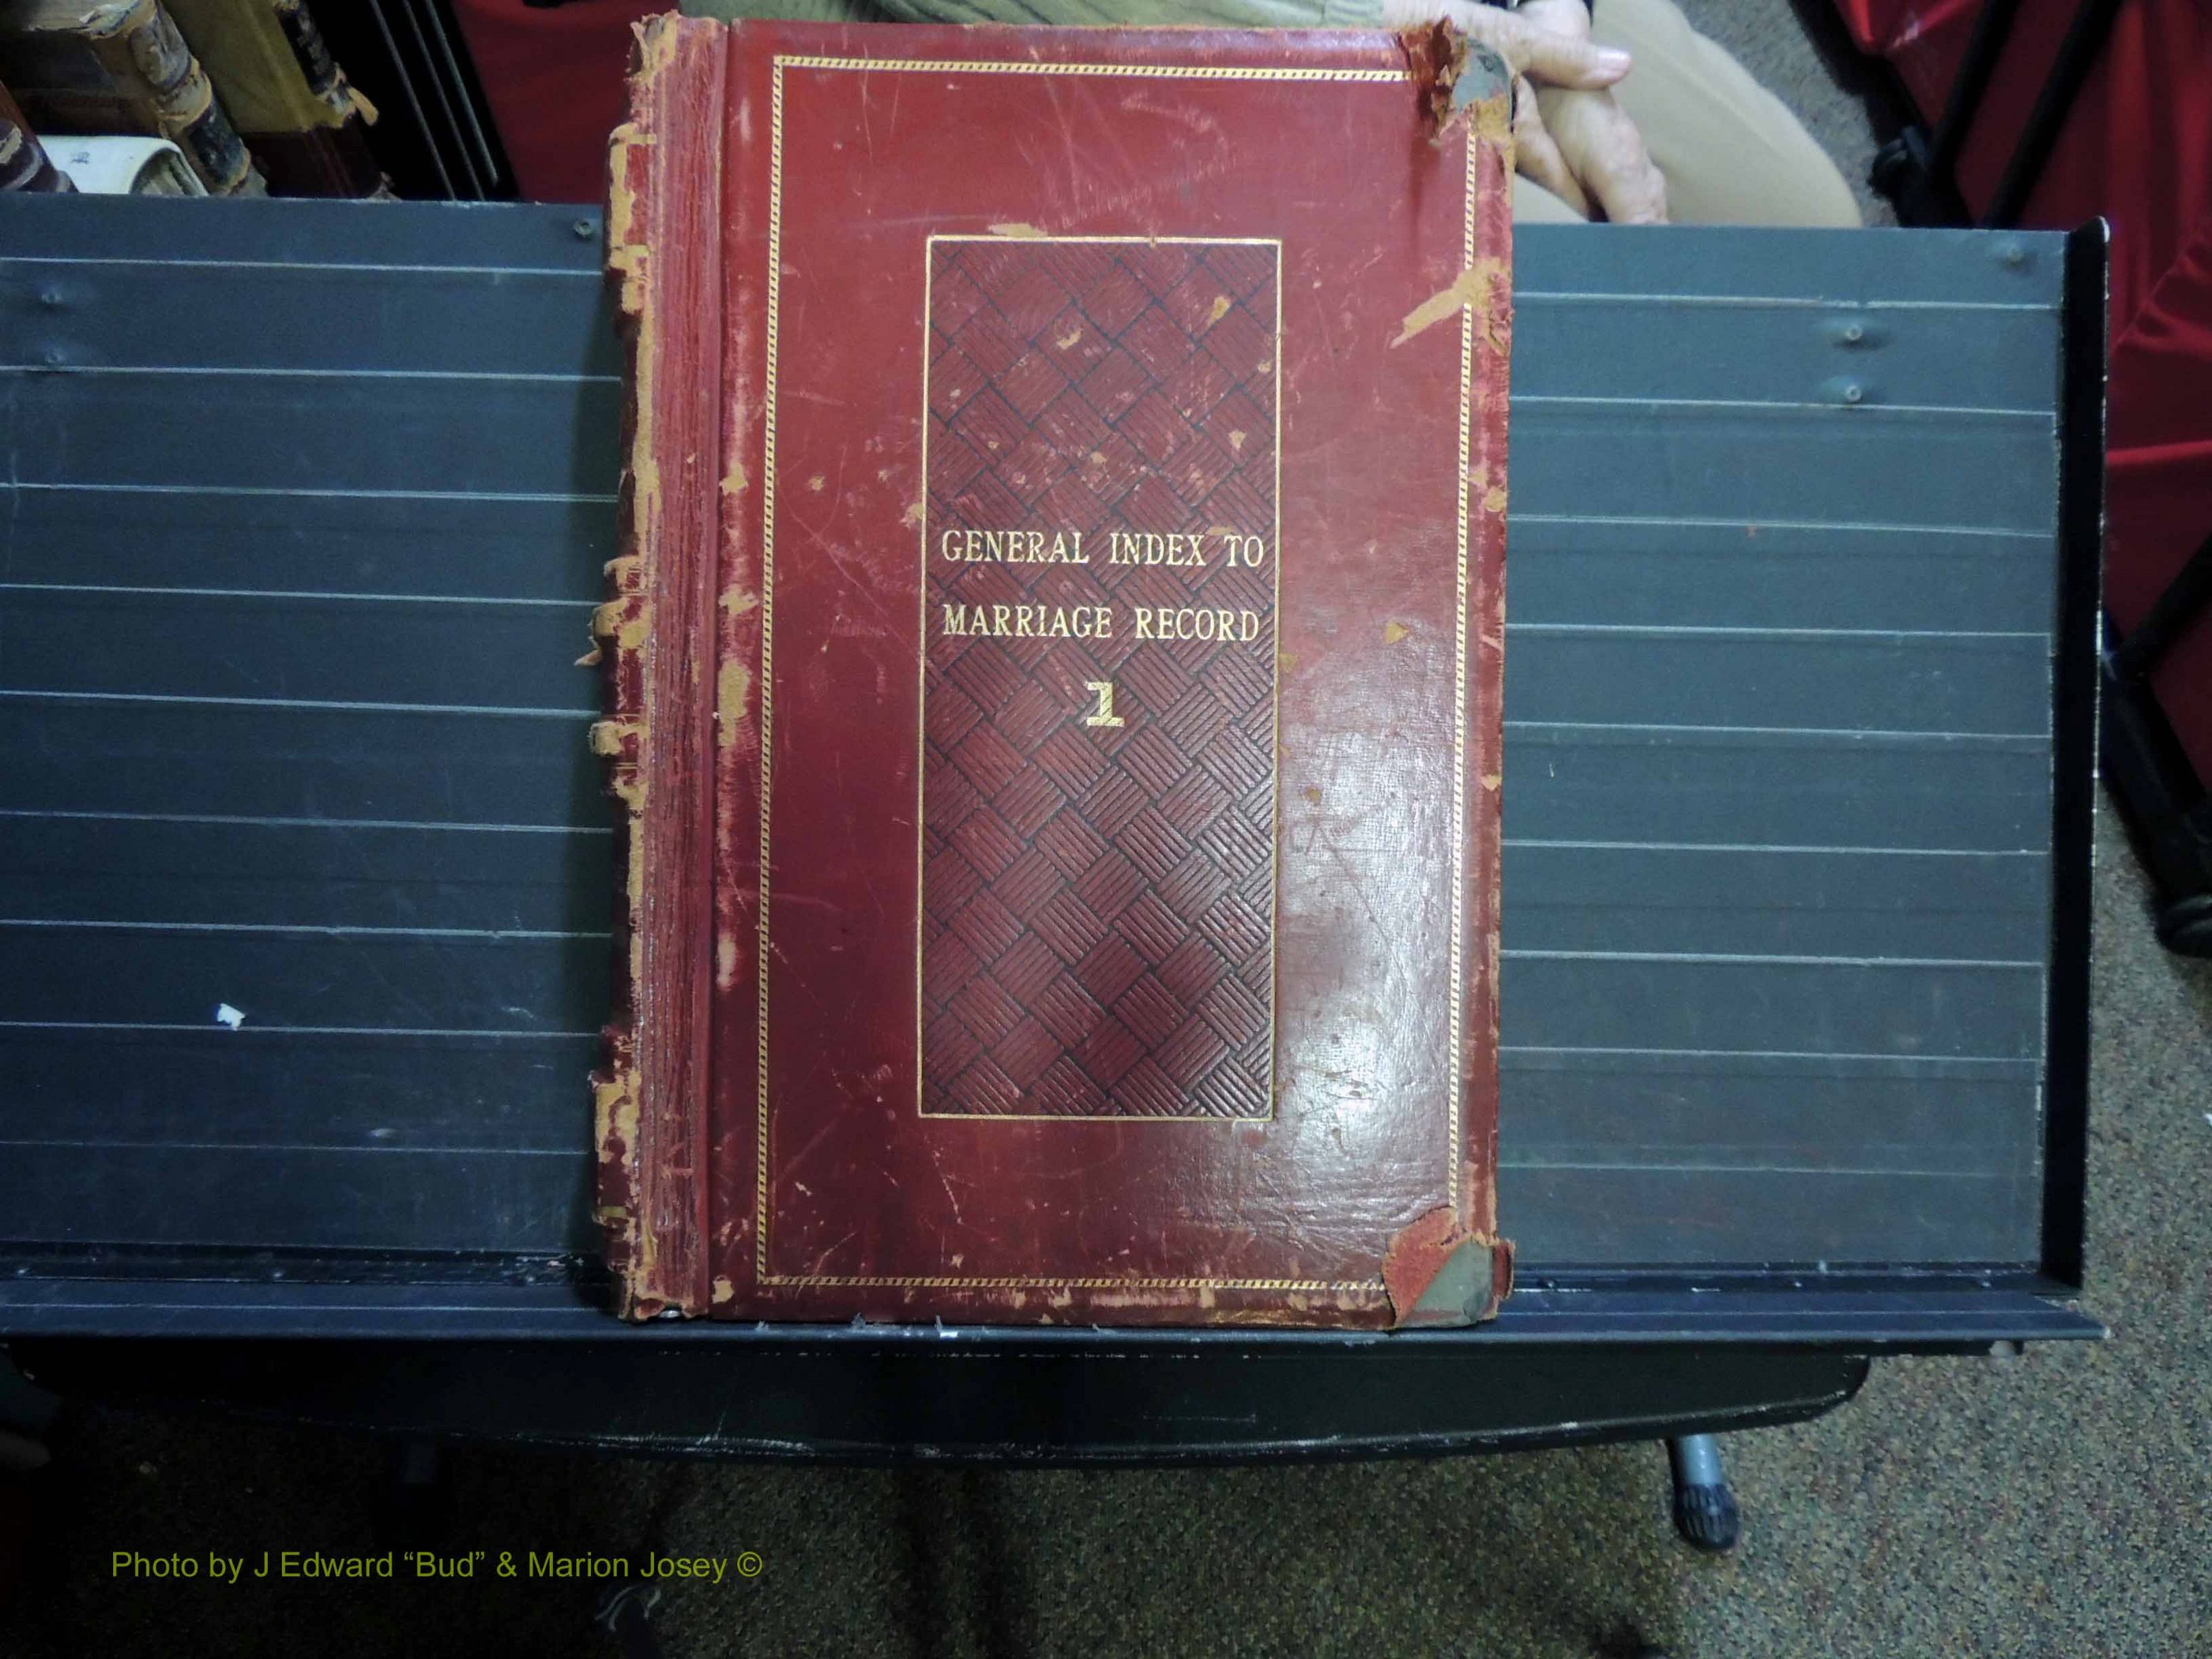 GENERAL INDEX TO
MARRIAGE RECORD
1
Photo by J Edward “Bud” & Marion Josey ©